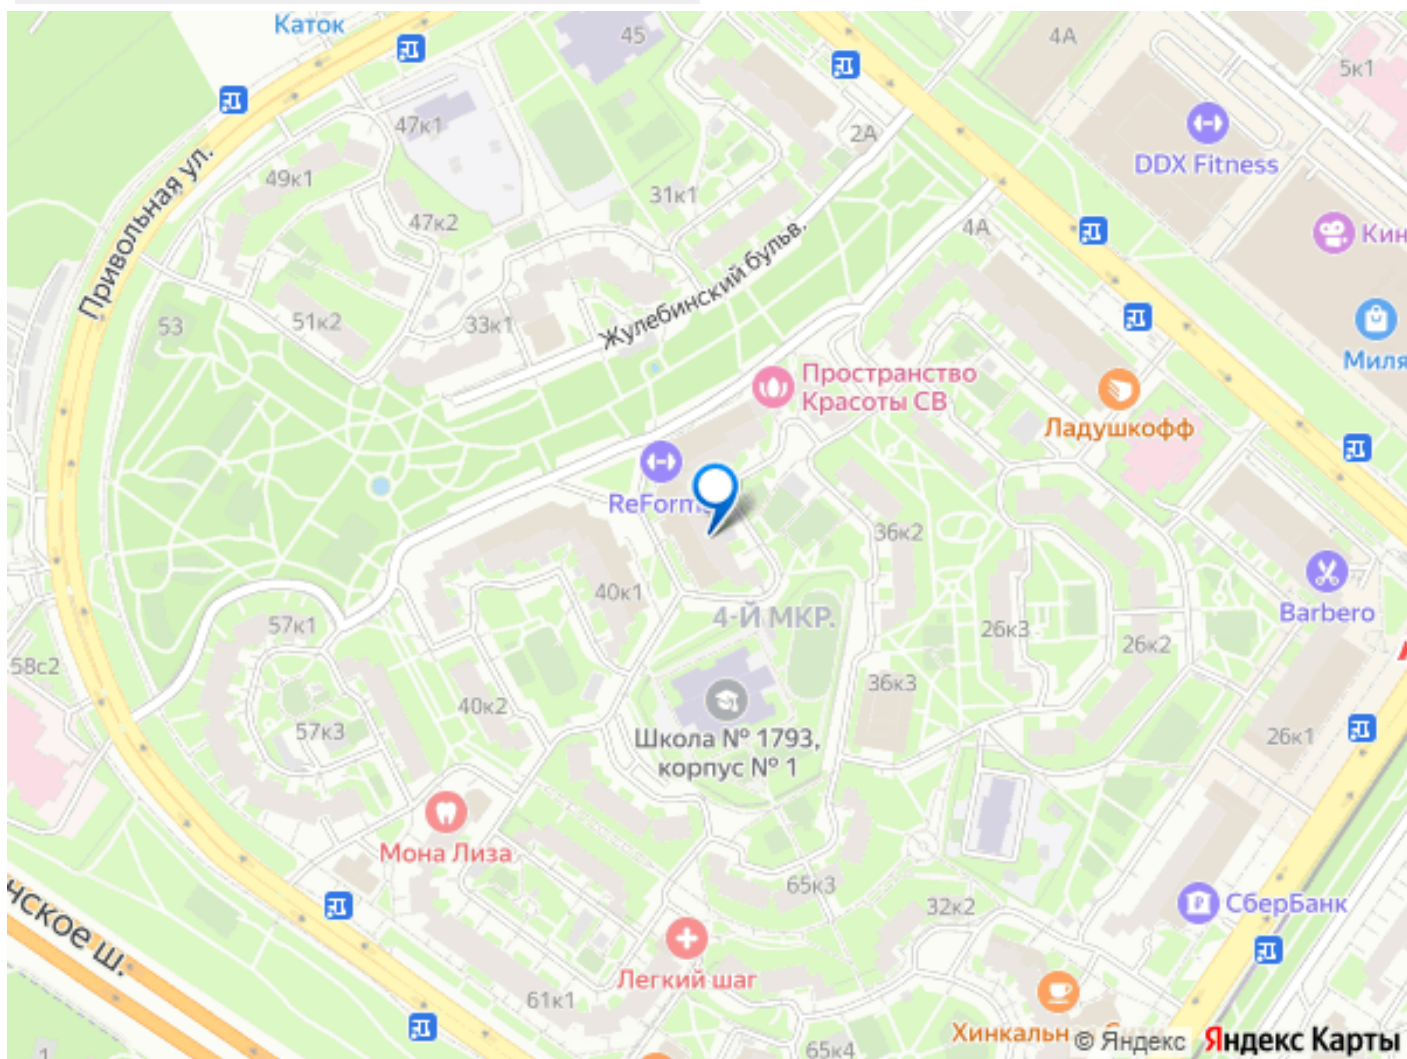 Каток
45
4А
5к1
47к1
2А
DDX Fitness
49к1
31к1
Привольная ул.
47к2
4А
Кин
Жулебинский бульв.
53
51к2
33к1
Миля
Пространство
Красоты СВ
Ладушкофф
ReForm
36к2
40к1
4-Й МКР.
Barbero
57к1
26к3
26к2
58с2
36к3
40к2
57к3
Школа № 1793,
корпус № 1
26к1
Мона Лиза
65к3
32к2
СберБанк
нское ш.
Легкий шаг
61к1
Хинкальн
65к4
1
© Яндекс
Яндекс Карты